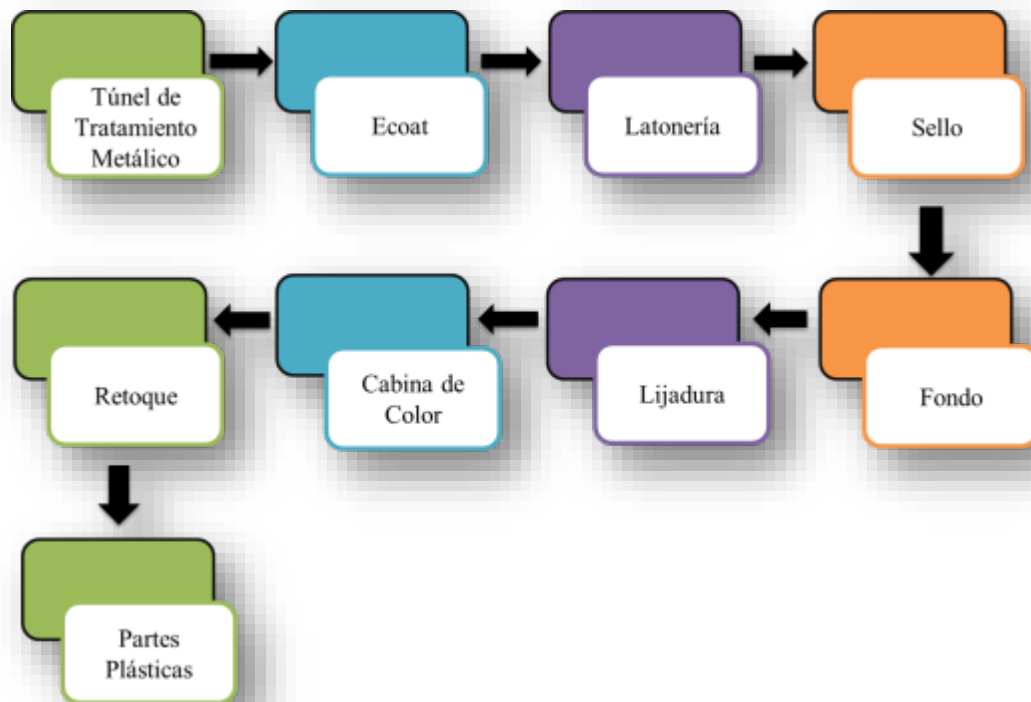 Túnel de
Tratamiento
Metálico
Ecoat
Latonería
Sello
Fondo
Lijadura
Cabina de
Color
Retoque
Partes
Plásticas